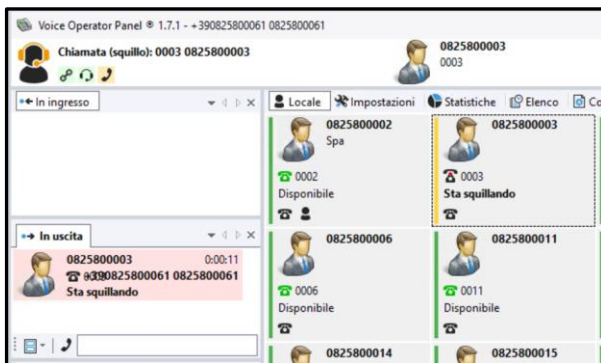 Voice Operator Panel ® 1.7.1 - +390825800061 0825800061
Chiamata (squillo): 0003 0825800003
0825800003
0003
In ingresso
Locale Impostazioni Statistiche Elenco Co
0825800002
Spa
0002
Disponibile
0825800003
0003
Sta squillando
In uscita
0825800003 0:00:11
0825800061 0825800061
Sta squillando
0825800006
0006
Disponibile
0825800011
0011
Disponibile
0825800014
0825800015